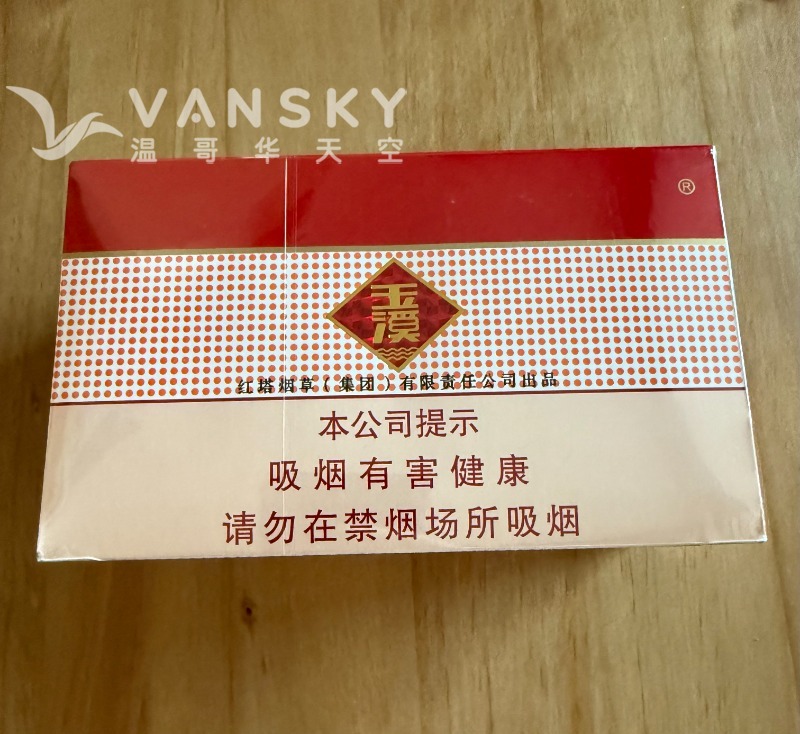 VANSKY
温哥华天空
®
玉溪
红塔烟草(集团)有限责任公司出品
本公司提示
吸烟有害健康
请勿在禁烟场所吸烟